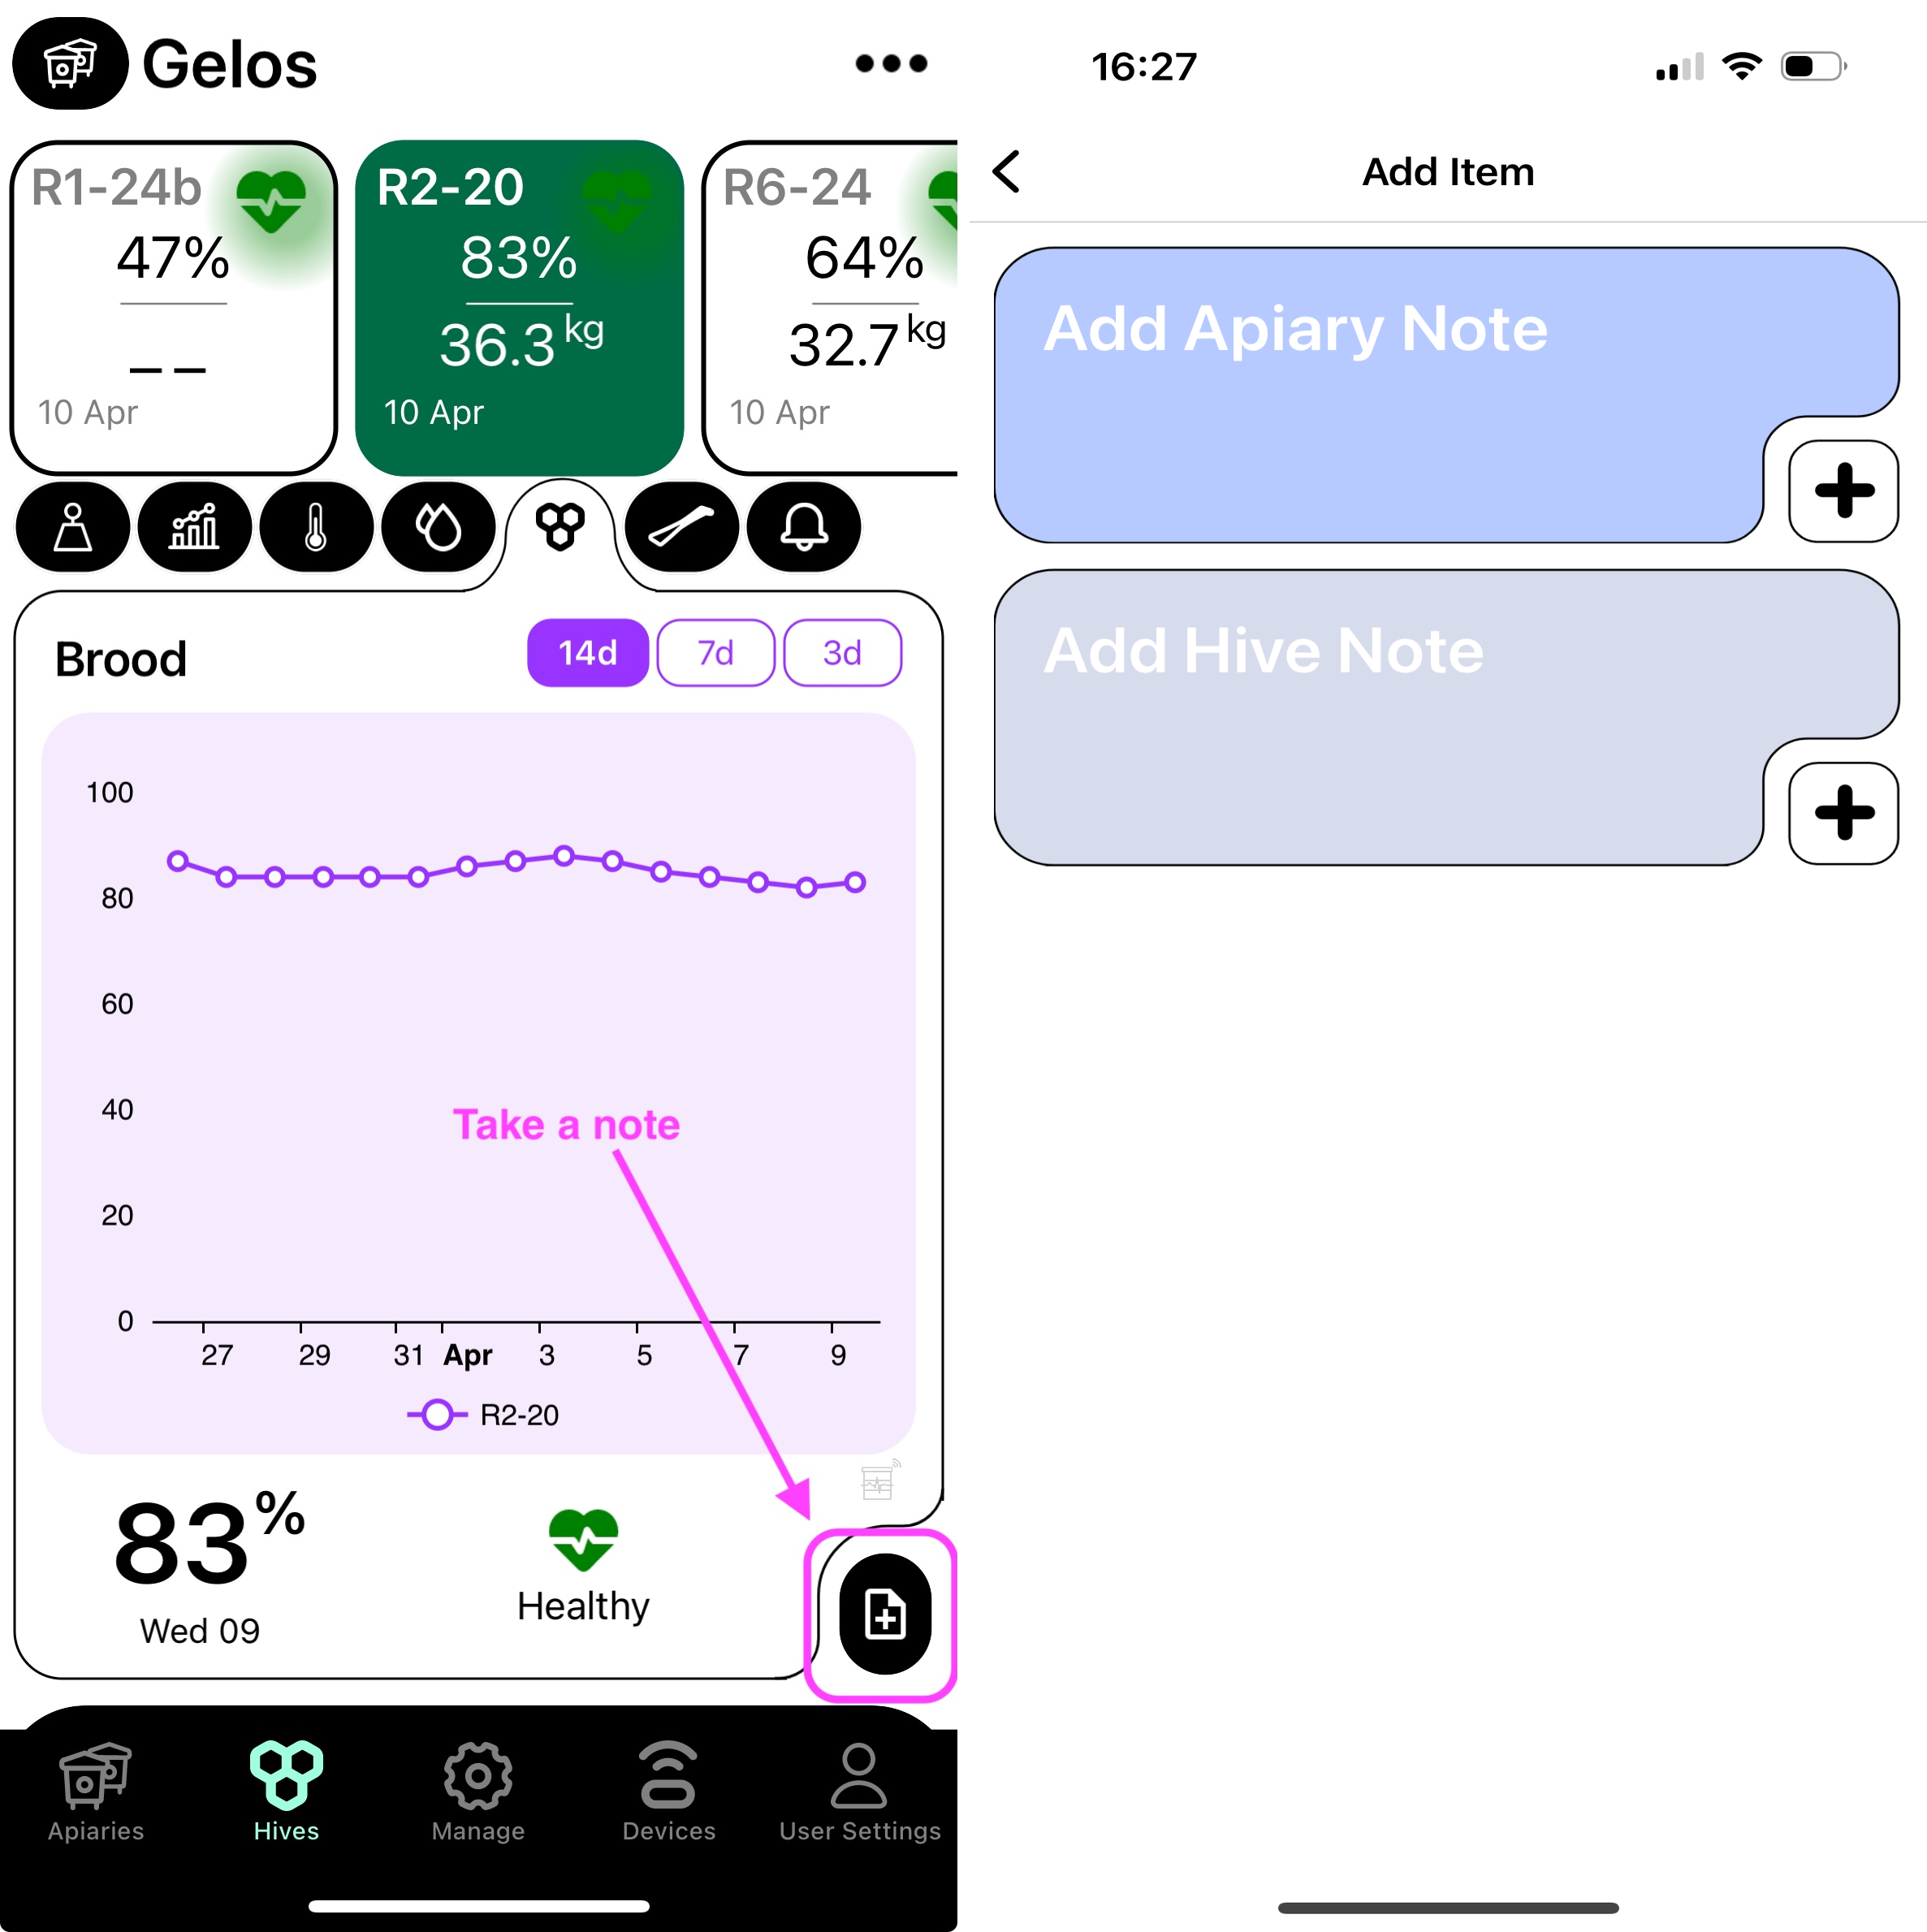 Gelos
R1-24b
47%
--
10 Apr
R2-20
83%
36.3 kg
10 Apr
R6-24
64%
32.7 kg
10 Apr
Brood
14d 7d 3d
100
80
60
40
20
0
27 29 31 Apr 3 5 7 9
R2-20
Take a note
83%
Wed 09
Healthy
Apiaries Hives Manage Devices User Settings
16:27
Add Item
Add Apiary Note
Add Hive Note